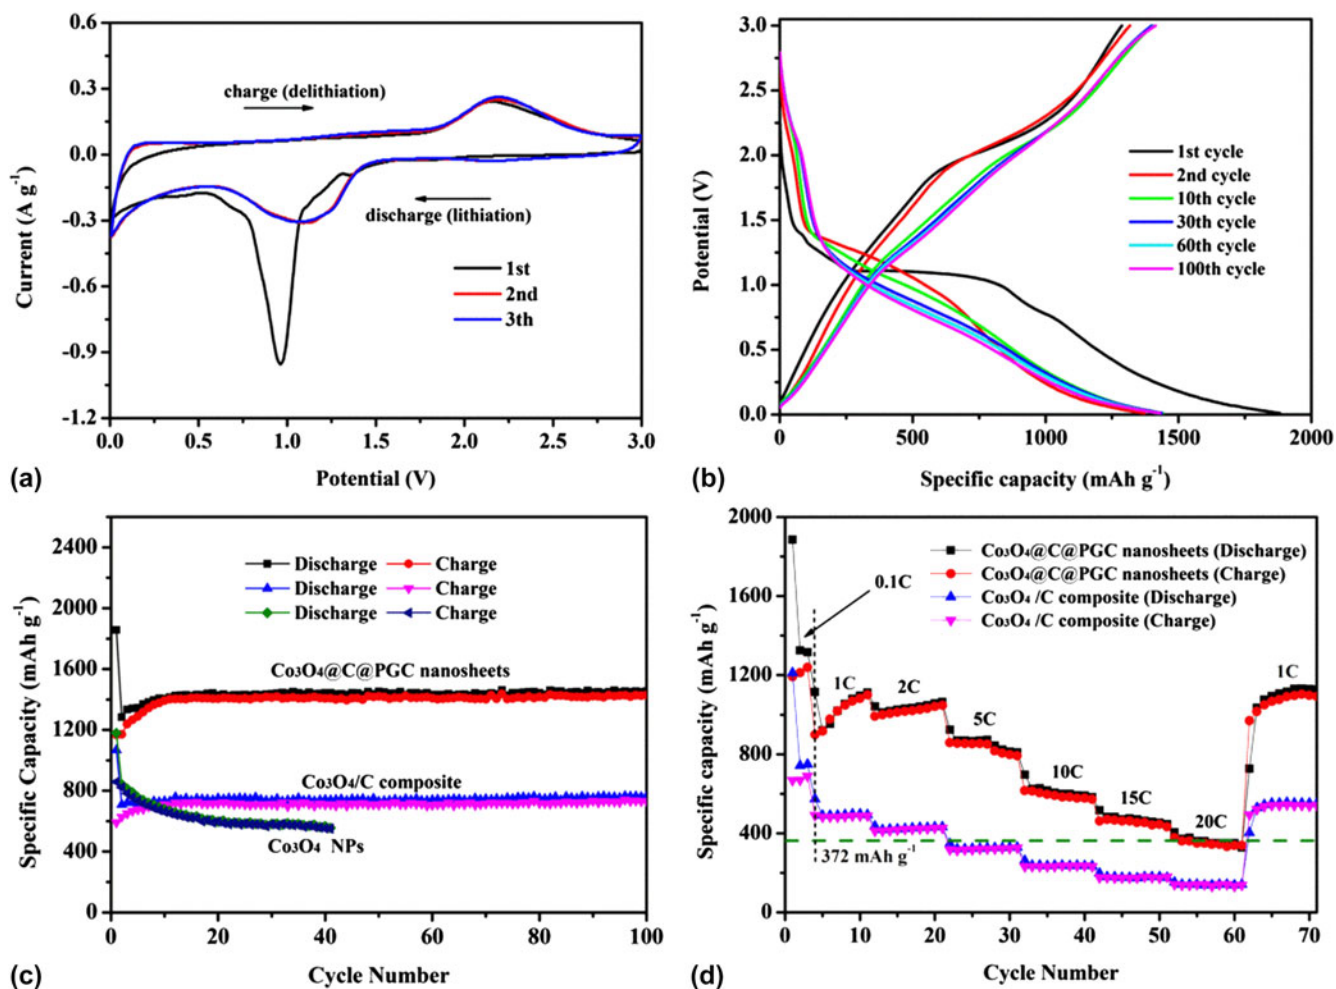 0.6
0.3
0.0
-0.3
-0.6
-0.9
-1.2
Current (A g⁻¹)
charge (delithiation)
discharge (lithiation)
1st
2nd
3th
0.0 0.5 1.0 1.5 2.0 2.5 3.0
Potential (V)
(a)
3.0
2.5
2.0
1.5
1.0
0.5
0.0
Potential (V)
1st cycle
2nd cycle
10th cycle
30th cycle
60th cycle
100th cycle
0 500 1000 1500 2000
Specific capacity (mAh g⁻¹)
(b)
2400
2000
1600
1200
800
400
0
Specific Capacity (mAh g⁻¹)
Discharge Charge
Discharge Charge
Discharge Charge
Co₃O₄@C@PGC nanosheets
Co₃O₄/C composite
Co₃O₄ NPs
0 20 40 60 80 100
Cycle Number
(c)
2000
1600
1200
800
400
0
Specific capacity (mAh g⁻¹)
Co₃O₄@C@PGC nanosheets (Discharge)
Co₃O₄@C@PGC nanosheets (Charge)
Co₃O₄ /C composite (Discharge)
Co₃O₄ /C composite (Charge)
0.1C
1C
2C
5C
10C
15C
20C
1C
372 mAh g⁻¹
0 10 20 30 40 50 60 70
Cycle Number
(d)